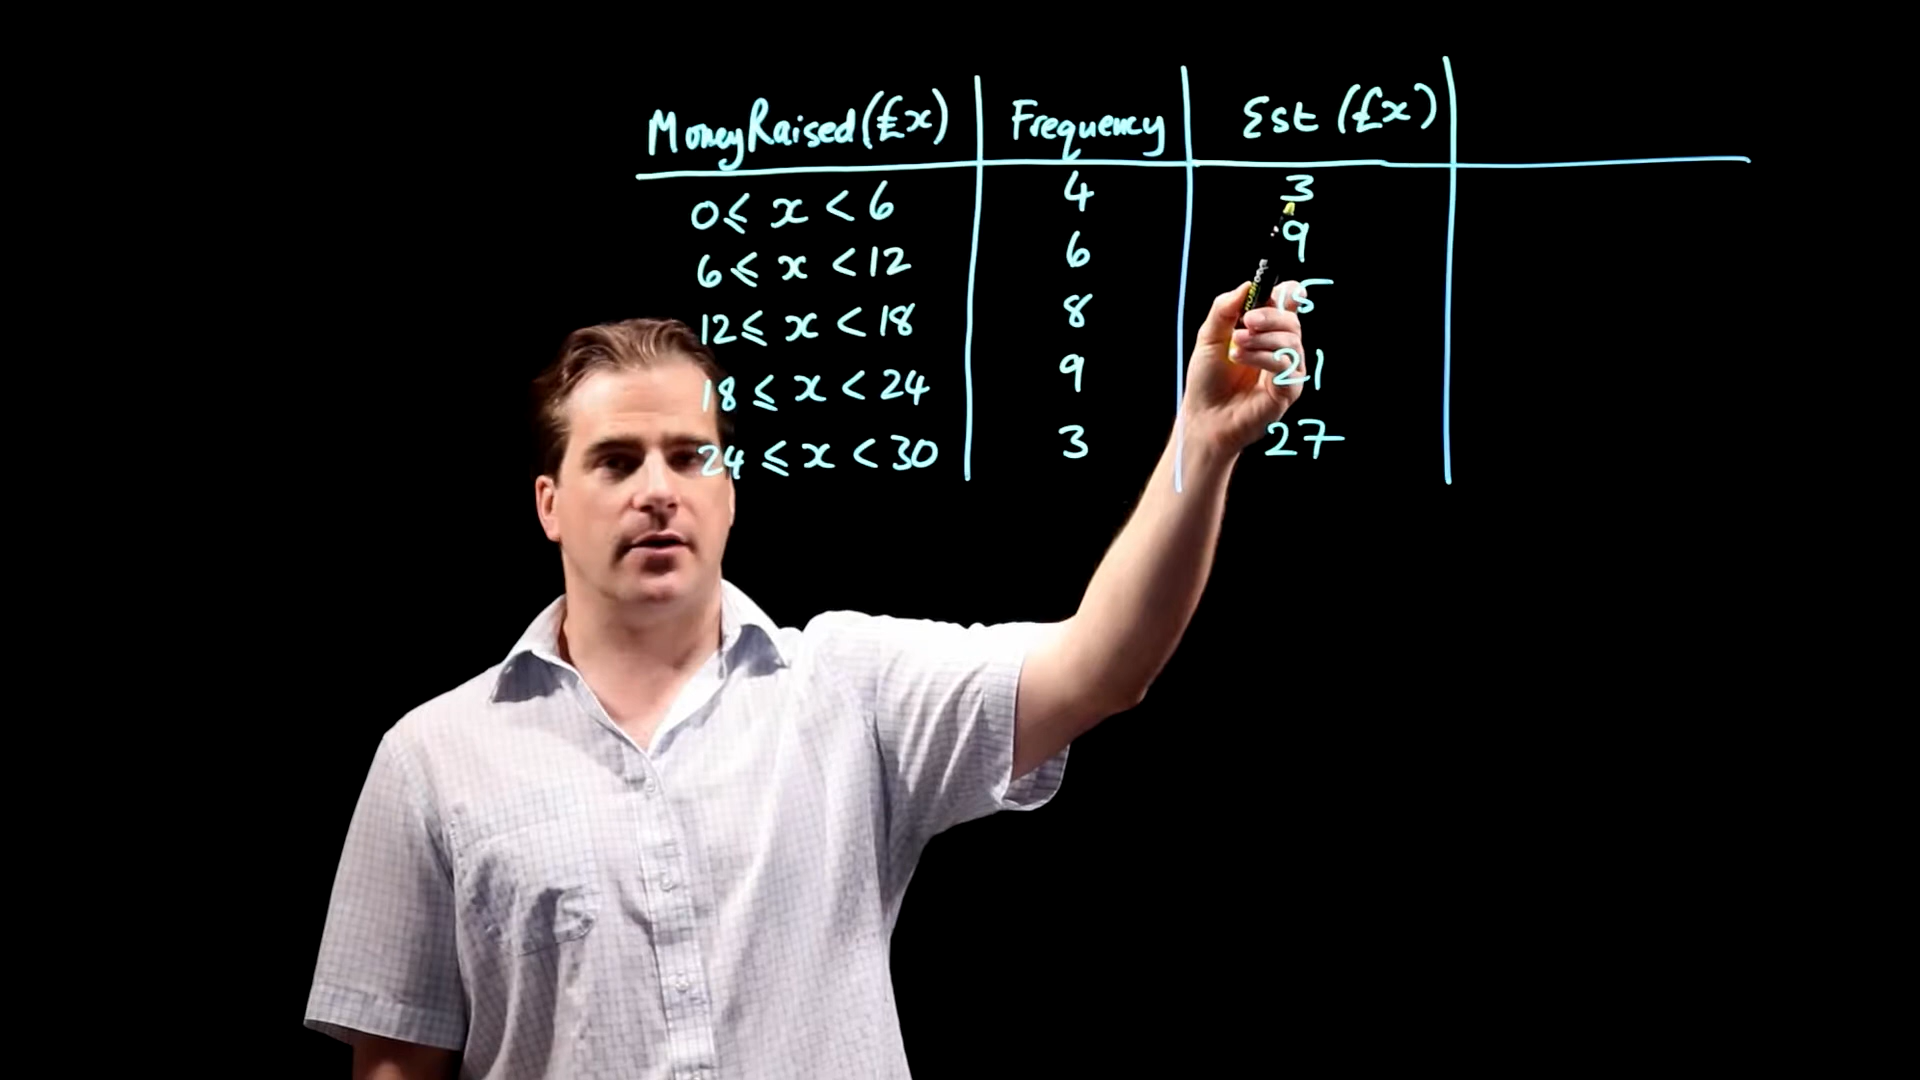 Money Raised (£x) Frequency Est (£x)
0 ⩽ x < 6 4 3
6 ⩽ x < 12 6 9
12 ⩽ x < 18 8 15
18 ⩽ x < 24 9 21
24 ⩽ x < 30 3 27